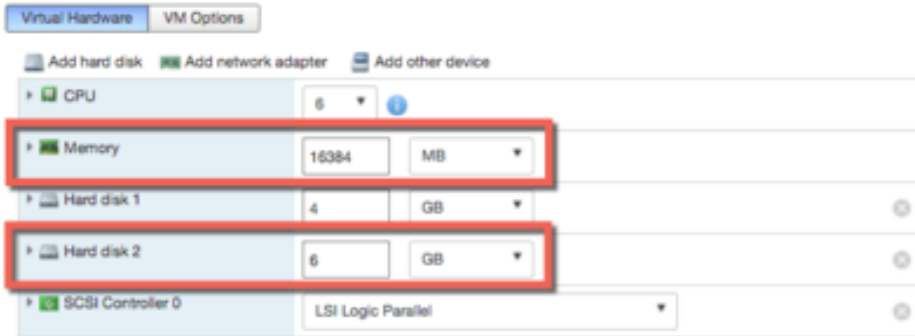 Virtual Hardware VM Options
Add hard disk Add network adapter Add other device
CPU 6
Memory 16384 MB
Hard disk 1 4 GB
Hard disk 2 6 GB
SCSI Controller 0 LSI Logic Parallel